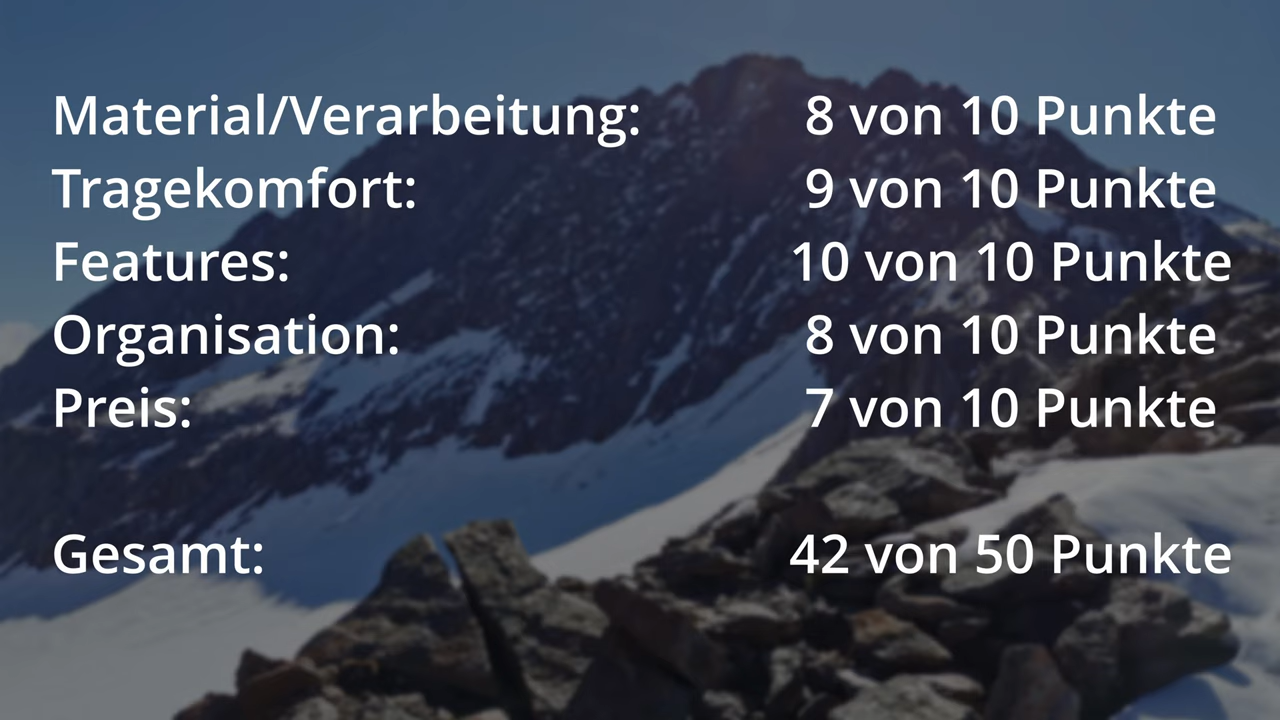 Material/Verarbeitung: 8 von 10 Punkte
Tragekomfort: 9 von 10 Punkte
Features: 10 von 10 Punkte
Organisation: 8 von 10 Punkte
Preis: 7 von 10 Punkte
Gesamt: 42 von 50 Punkte